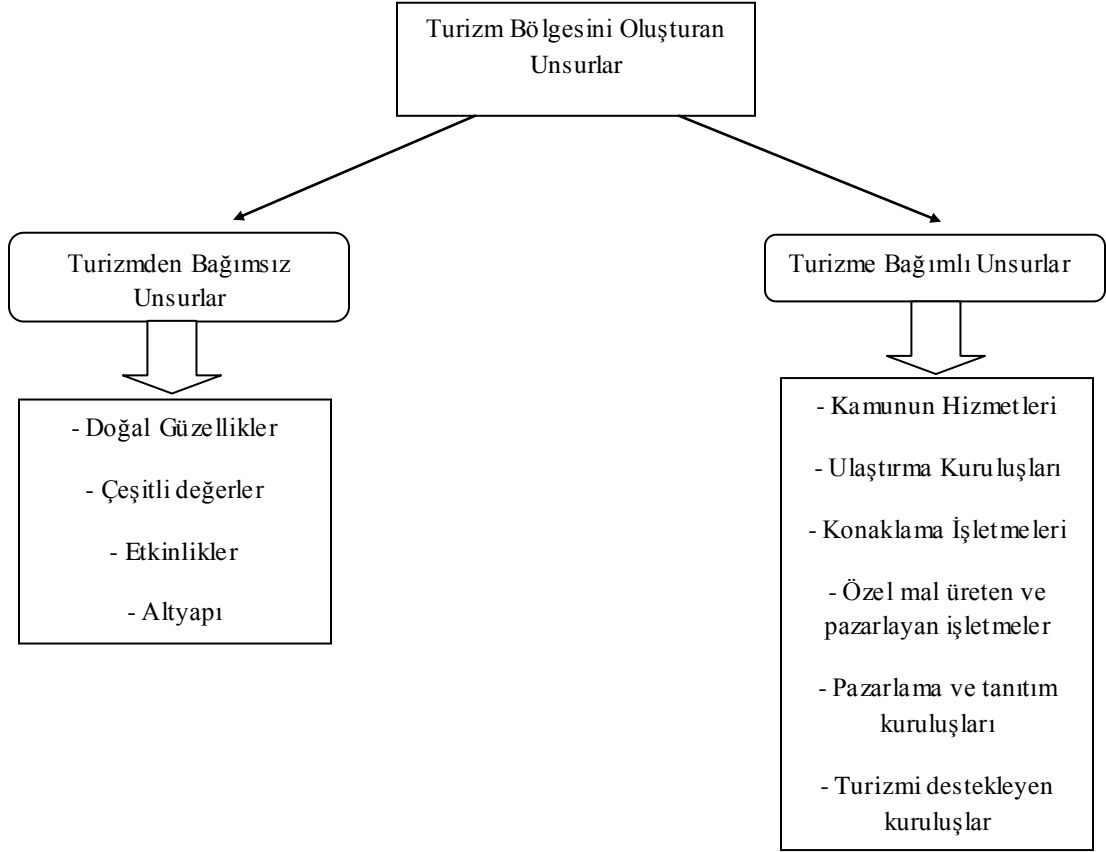 Turizm Bölgesini Oluşturan
Unsurlar
Turizmden Bağımsız
Unsurlar
- Doğal Güzellikler
- Çeşitli değerler
- Etkinlikler
- Altyapı
Turizme Bağımlı Unsurlar
- Kamunun Hizmetleri
- Ulaştırma Kuruluşları
- Konaklama İşletmeleri
- Özel mal üreten ve
pazarlayan işletmeler
- Pazarlama ve tanıtım
kuruluşları
- Turizmi destekleyen
kuruluşlar